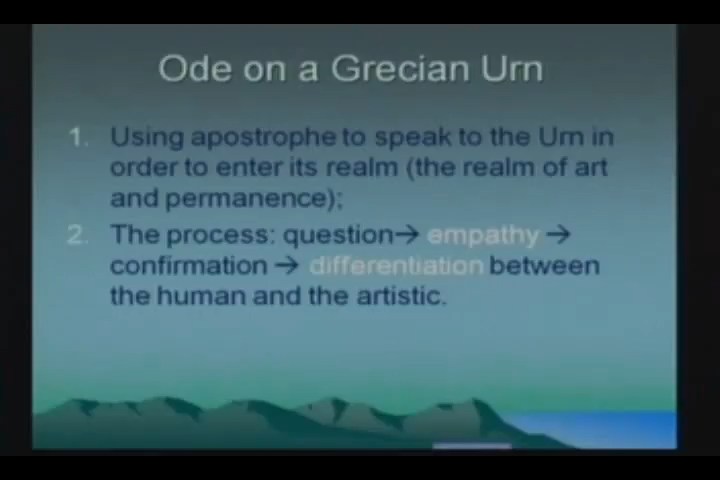 Ode on a Grecian Urn
1. Using apostrophe to speak to the Urn in
order to enter its realm (the realm of art
and permanence);
2. The process: question→ empathy →
confirmation → differentiation between
the human and the artistic.